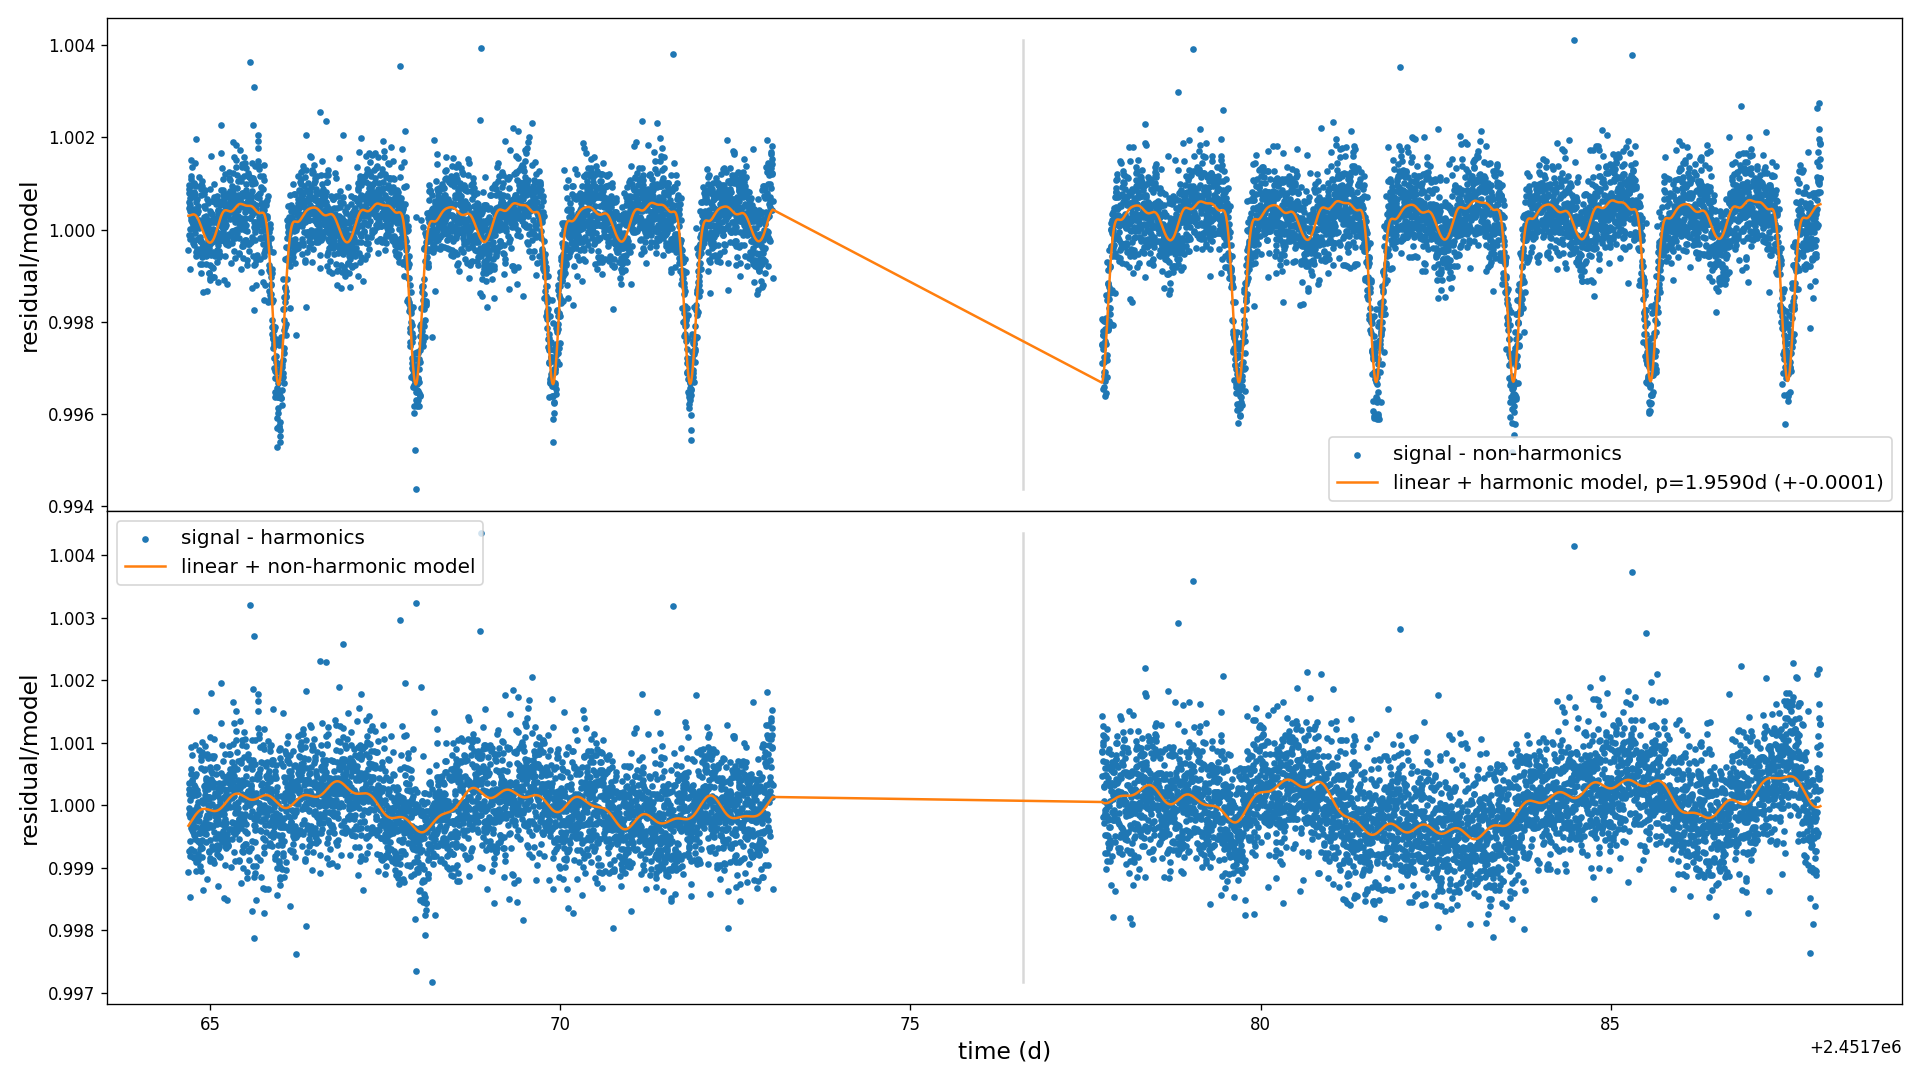 1.004
1.002
1.000
0.998
0.996
0.994
residual/model
signal - non-harmonics
linear + harmonic model, p=1.9590d (+-0.0001)
signal - harmonics
linear + non-harmonic model
1.004
1.003
1.002
1.001
1.000
0.999
0.998
0.997
residual/model
65 70 75 80 85
time (d)
+2.4517e6